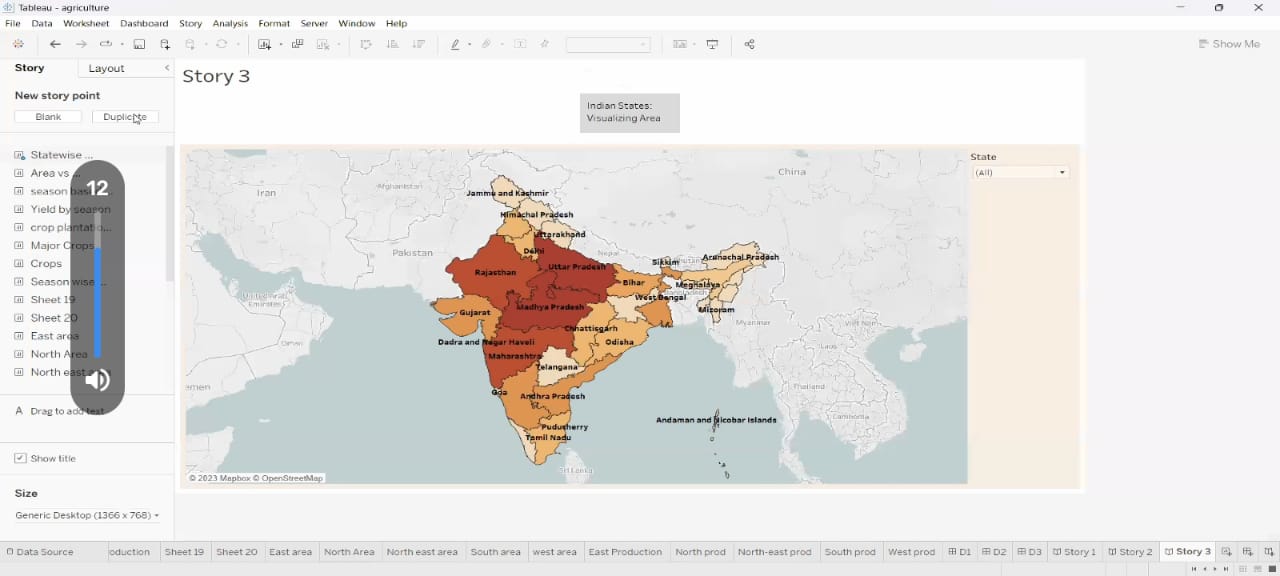 Tableau - agriculture
File Data Worksheet Dashboard Story Analysis Format Server Window Help
Show Me
Story Layout
New story point
Blank Duplicate
Statewise ...
Area vs
season bas
Yield by season
crop plantatio...
Major Crops
Crops
Season wise
Sheet 19
Sheet 20
East area
North Area
North east
Drag to add text
Show title
Size
Generic Desktop (1366 x 768)
12
Story 3
Indian States:
Visualizing Area
State
(All)
Iran
Afghanistan
China
Pakistan
Nepal
United Arab
Emirates
Oman
Myanmar
Laos
Thailand
Cambodia
Sri Lanka
Jammu and Kashmir
Himachal Pradesh
Uttarakhand
Delhi
Rajasthan
Uttar Pradesh
Sikkim
Arunachal Pradesh
Bihar
Meghalaya
West Bengal
Mizoram
Gujarat
Madhya Pradesh
Chhattisgarh
Dadra and Nagar Haveli
Odisha
Maharashtra
Telangana
Goa
Andhra Pradesh
Puducherry
Tamil Nadu
Andaman and Nicobar Islands
© 2023 Mapbox © OpenStreetMap
Data Source oduction Sheet 19 Sheet 20 East area North Area North east area South area west area East Production North prod North-east prod South prod West prod D1 D2 D3 Story 1 Story 2 Story 3